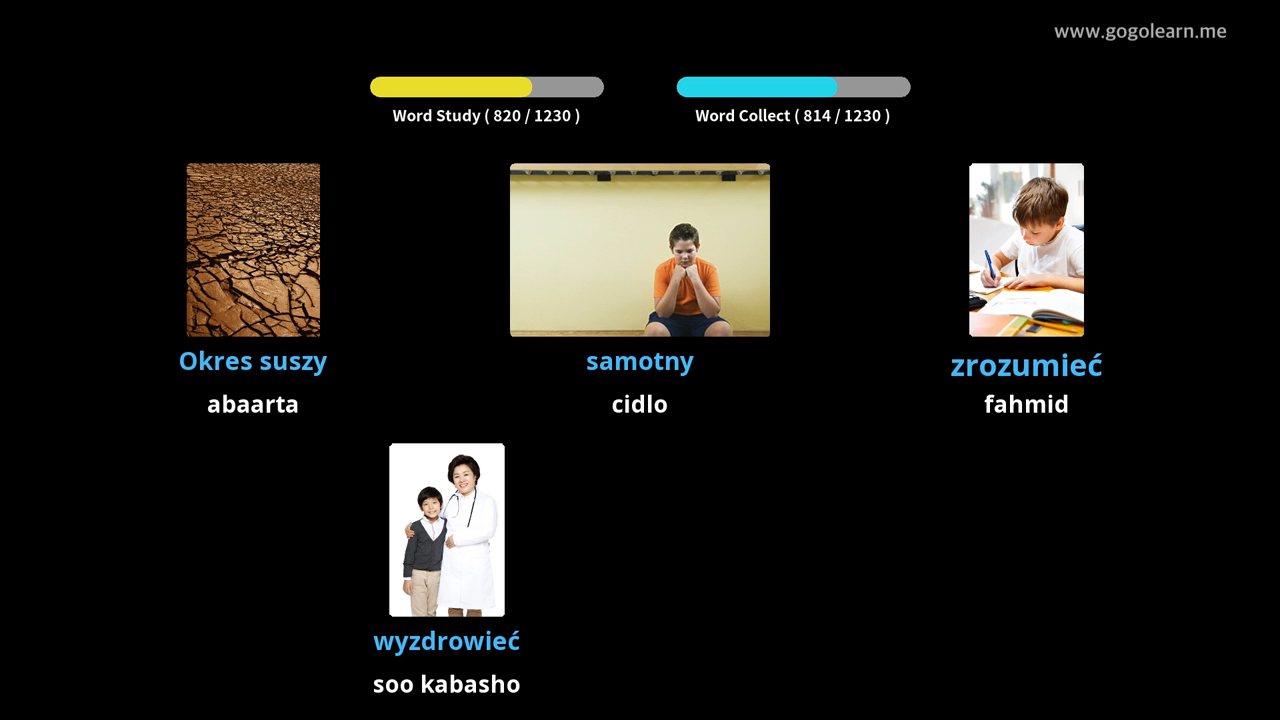 www.gogolearn.me
Word Study ( 820 / 1230 )
Word Collect ( 814 / 1230 )
Okres suszy
abaarta
samotny
cidlo
zrozumieć
fahmid
wyzdrowieć
soo kabasho